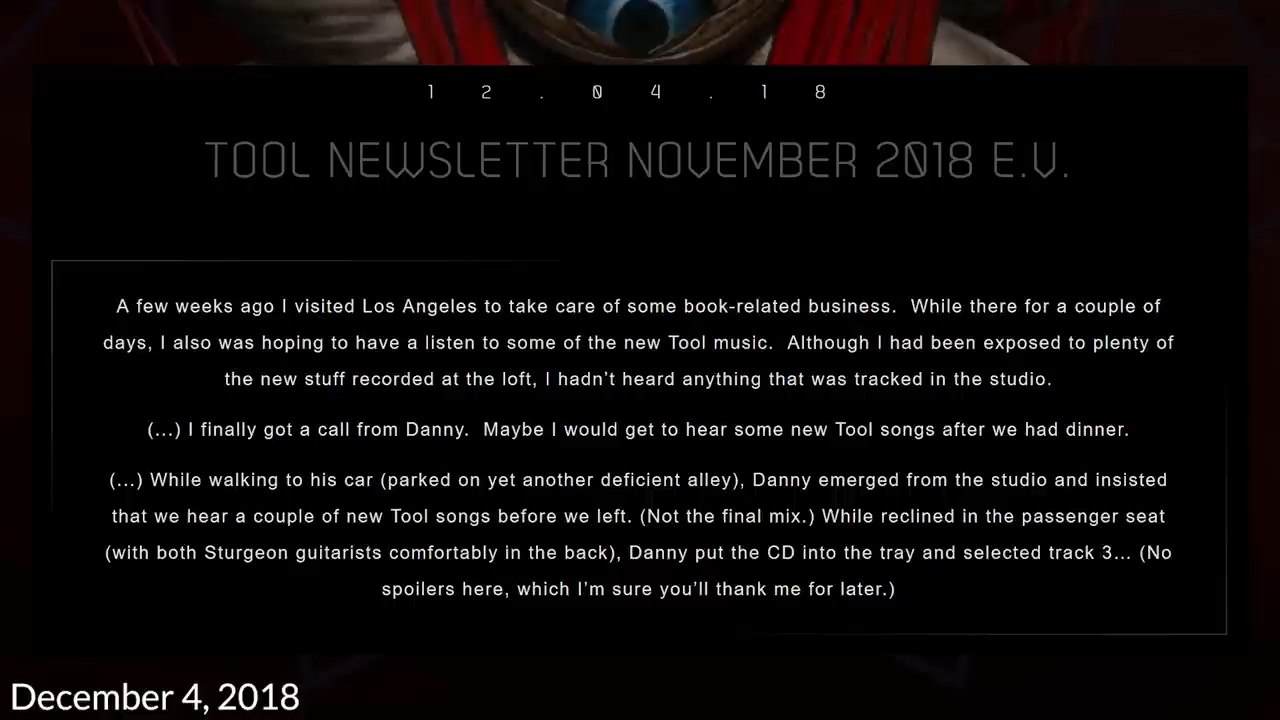 12.04.18
TOOL NEWSLETTER NOVEMBER 2018 E.V.
A few weeks ago I visited Los Angeles to take care of some book-related business.  While there for a couple of
days, I also was hoping to have a listen to some of the new Tool music.  Although I had been exposed to plenty of
the new stuff recorded at the loft, I hadn’t heard anything that was tracked in the studio.
(...) I finally got a call from Danny.  Maybe I would get to hear some new Tool songs after we had dinner.
(...) While walking to his car (parked on yet another deficient alley), Danny emerged from the studio and insisted
that we hear a couple of new Tool songs before we left. (Not the final mix.) While reclined in the passenger seat
(with both Sturgeon guitarists comfortably in the back), Danny put the CD into the tray and selected track 3... (No
spoilers here, which I’m sure you’ll thank me for later.)
December 4, 2018